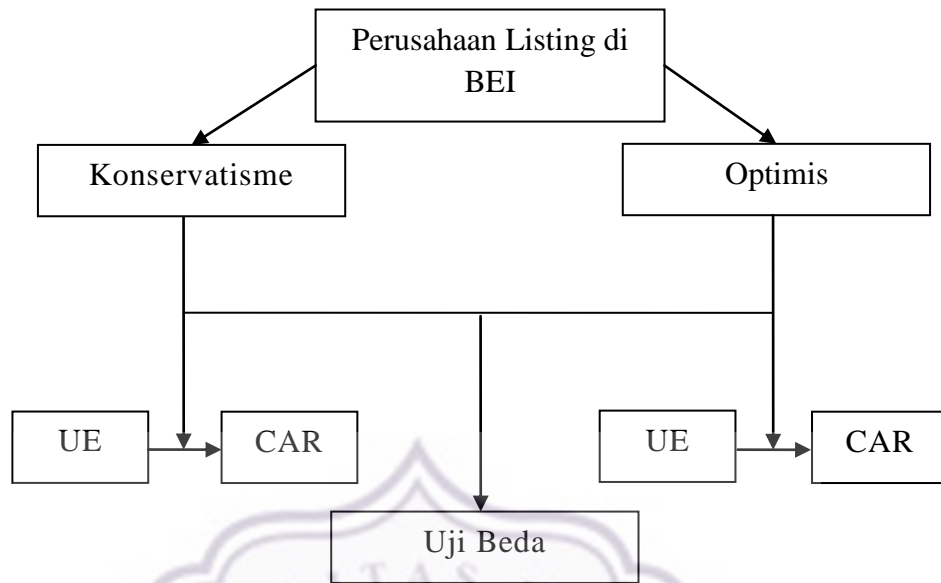 Perusahaan Listing di
BEI
Konservatisme
Optimis
UE
CAR
UE
CAR
Uji Beda
T A S